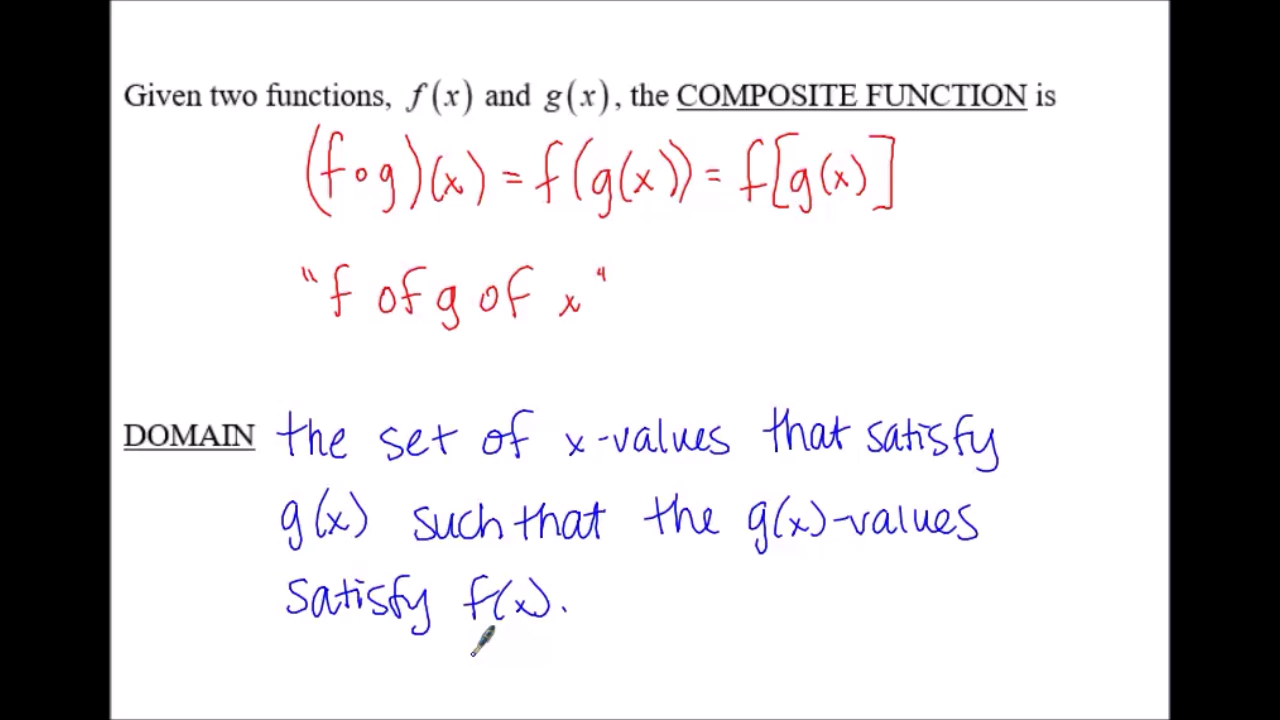 Given two functions, f(x) and g(x), the COMPOSITE FUNCTION is
(f∘g)(x) = f(g(x)) = f[g(x)]
"f of g of x"
DOMAIN the set of x-values that satisfy
g(x) such that the g(x)-values
satisfy f(x).